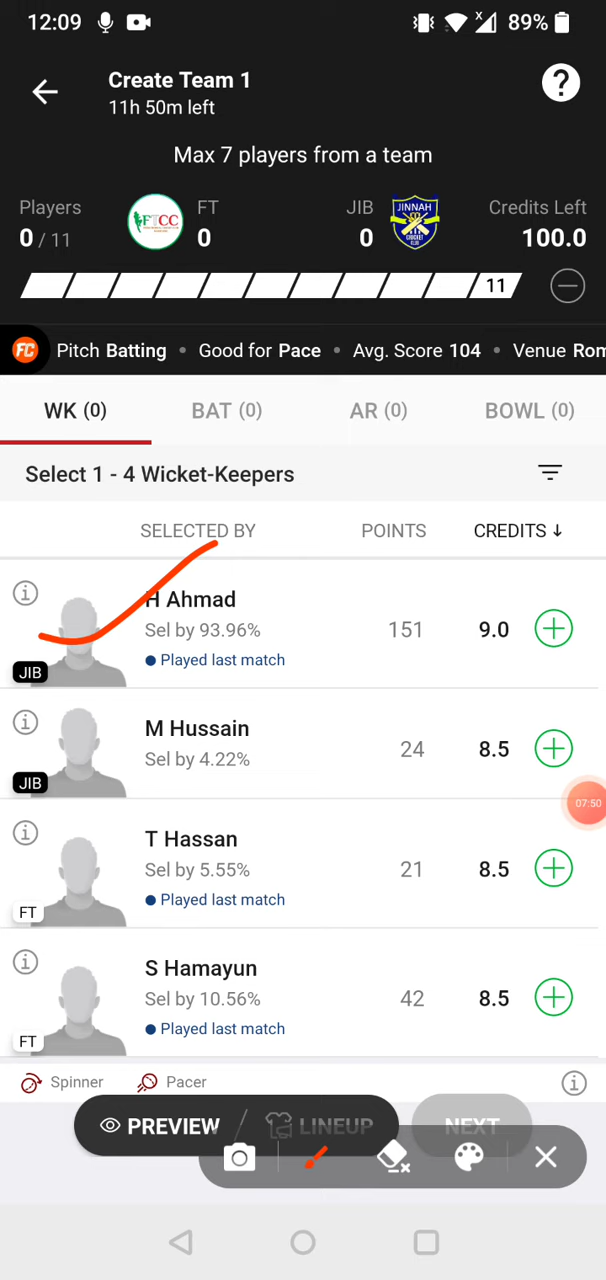 12:09 89%
Create Team 1
11h 50m left
Max 7 players from a team
Players FT JIB Credits Left
0 / 11 FTCC 0 0 JINNAH 100.0
11
FC Pitch Batting • Good for Pace • Avg. Score 104 • Venue Rom
WK (0) BAT (0) AR (0) BOWL (0)
Select 1 - 4 Wicket-Keepers
SELECTED BY POINTS CREDITS ↓
H Ahmad
Sel by 93.96% 151 9.0
Played last match
JIB
M Hussain
Sel by 4.22% 24 8.5
JIB
07:50
T Hassan
Sel by 5.55% 21 8.5
Played last match
FT
S Hamayun
Sel by 10.56% 42 8.5
Played last match
FT
Spinner Pacer
PREVIEW / LINEUP NEXT